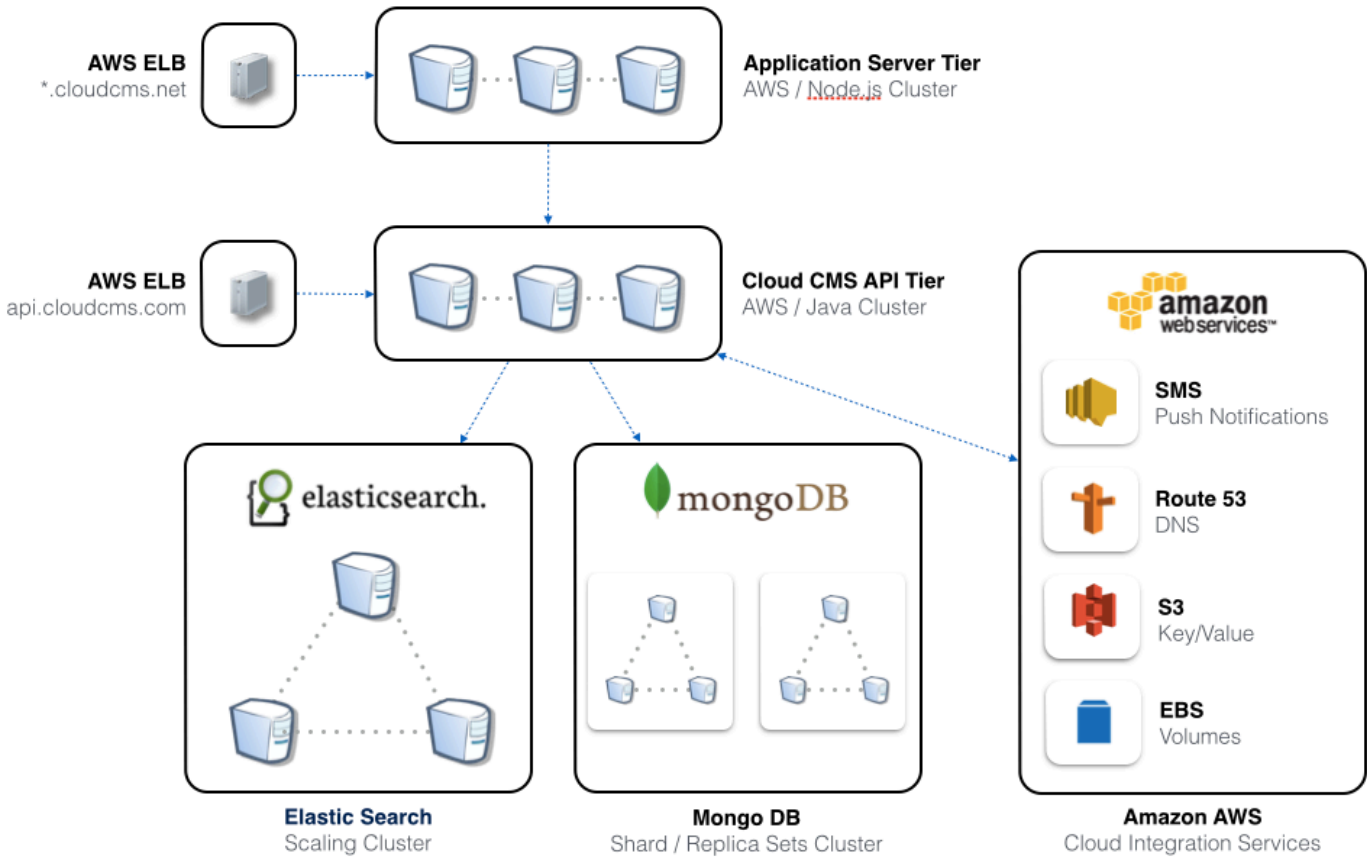 AWS ELB
*.cloudcms.net
Application Server Tier
AWS / Node.js Cluster
AWS ELB
api.cloudcms.com
Cloud CMS API Tier
AWS / Java Cluster
amazon
web services™
SMS
Push Notifications
Route 53
DNS
S3
Key/Value
EBS
Volumes
elasticsearch.
mongoDB
Elastic Search
Scaling Cluster
Mongo DB
Shard / Replica Sets Cluster
Amazon AWS
Cloud Integration Services